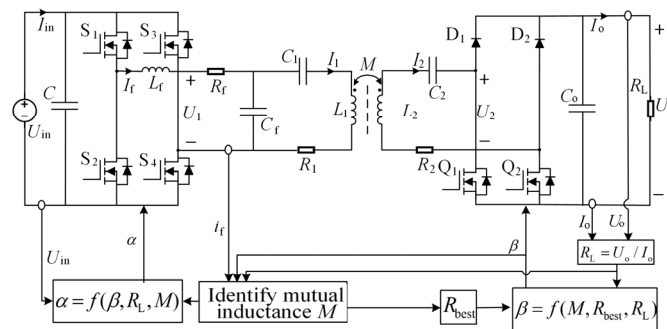 I_in
S_1
S_3
C
U_in
I_f
L_f
U_1
R_f
C_f
C_1
I_1
M
I_2
C_2
L_1
L_2
R_1
R_2
S_2
S_4
D_1
D_2
U_2
Q_1
Q_2
C_o
I_o
U_o
R_L
U
I_o
U_o
R_L = U_o / I_o
U_in
α
i_f
β
α = f(β, R_L, M)
Identify mutual
inductance M
R_best
β = f(M, R_best, R_L)